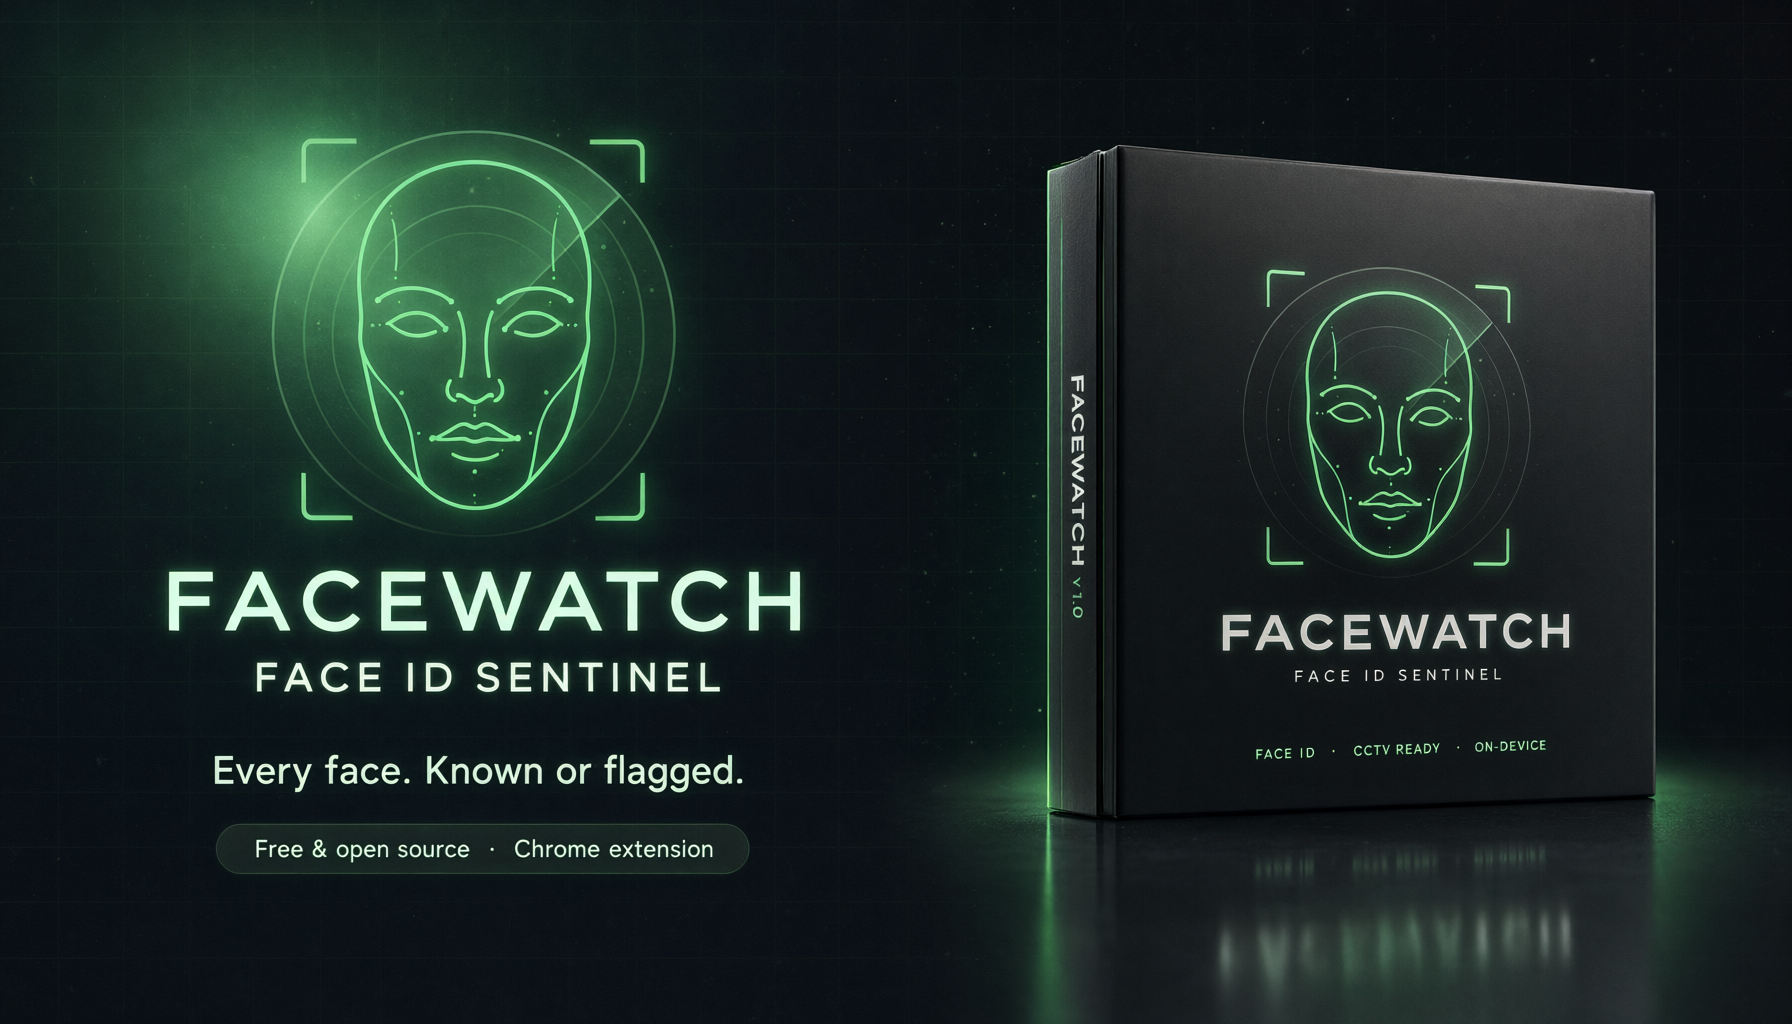 FACEWATCH
FACE ID SENTINEL
Every face. Known or flagged.
Free & open source · Chrome extension
FACEWATCH V1.0
FACEWATCH
FACE ID SENTINEL
FACE ID · CCTV READY · ON-DEVICE